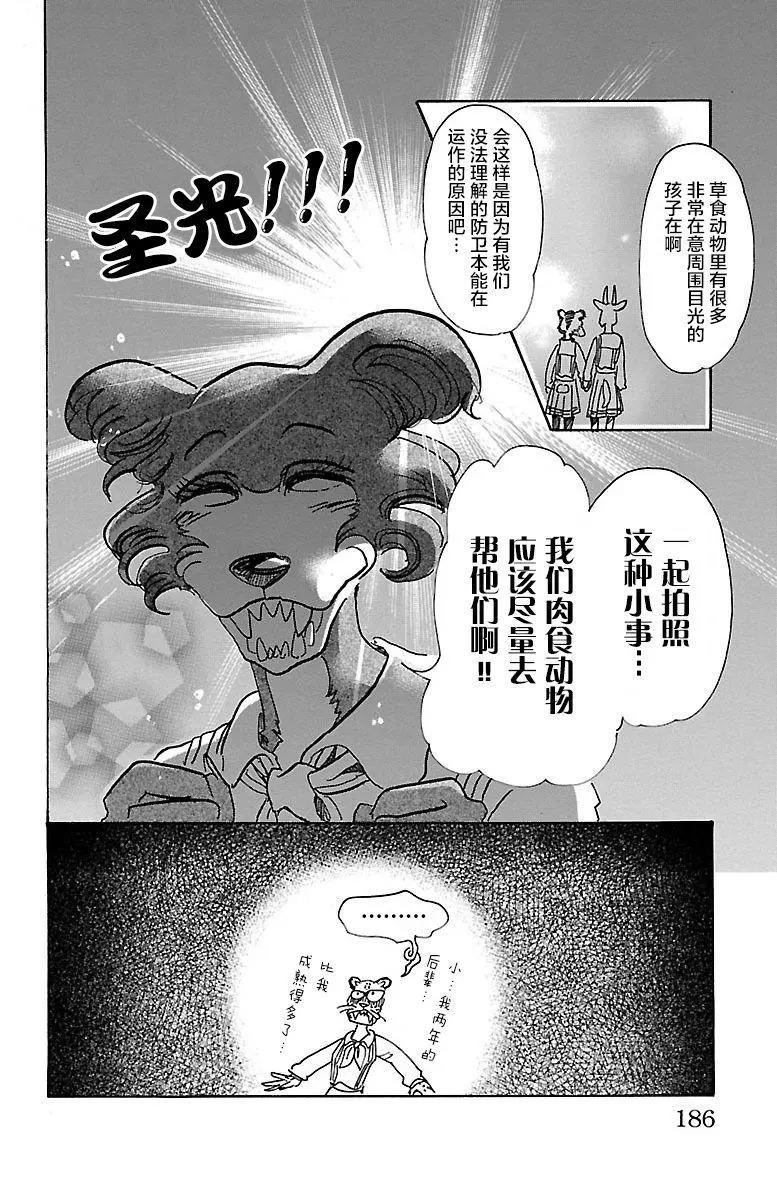 草食动物里有很多
非常在意周围目光的
孩子在啊
会这样是因为有我们
没法理解的防卫本能在
运作的原因吧…
圣光!!!
一起拍照
这种小事…
我们肉食动物
应该尽量去
帮他们啊!!
………
小…我两年的
后辈…
比我
成熟得多了…
186